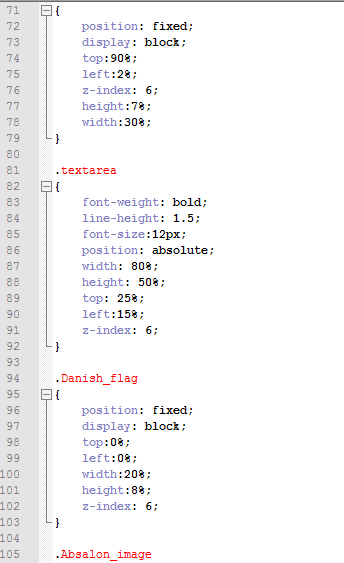 71 {
72 position: fixed;
73 display: block;
74 top:90%;
75 left:2%;
76 z-index: 6;
77 height:7%;
78 width:30%;
79 }
80
81 .textarea
82 {
83 font-weight: bold;
84 line-height: 1.5;
85 font-size:12px;
86 position: absolute;
87 width: 80%;
88 height: 50%;
89 top: 25%;
90 left:15%;
91 z-index: 6;
92 }
93
94 .Danish_flag
95 {
96 position: fixed;
97 display: block;
98 top:0%;
99 left:0%;
100 width:20%;
101 height:8%;
102 z-index: 6;
103 }
104
105 .Absalon_image